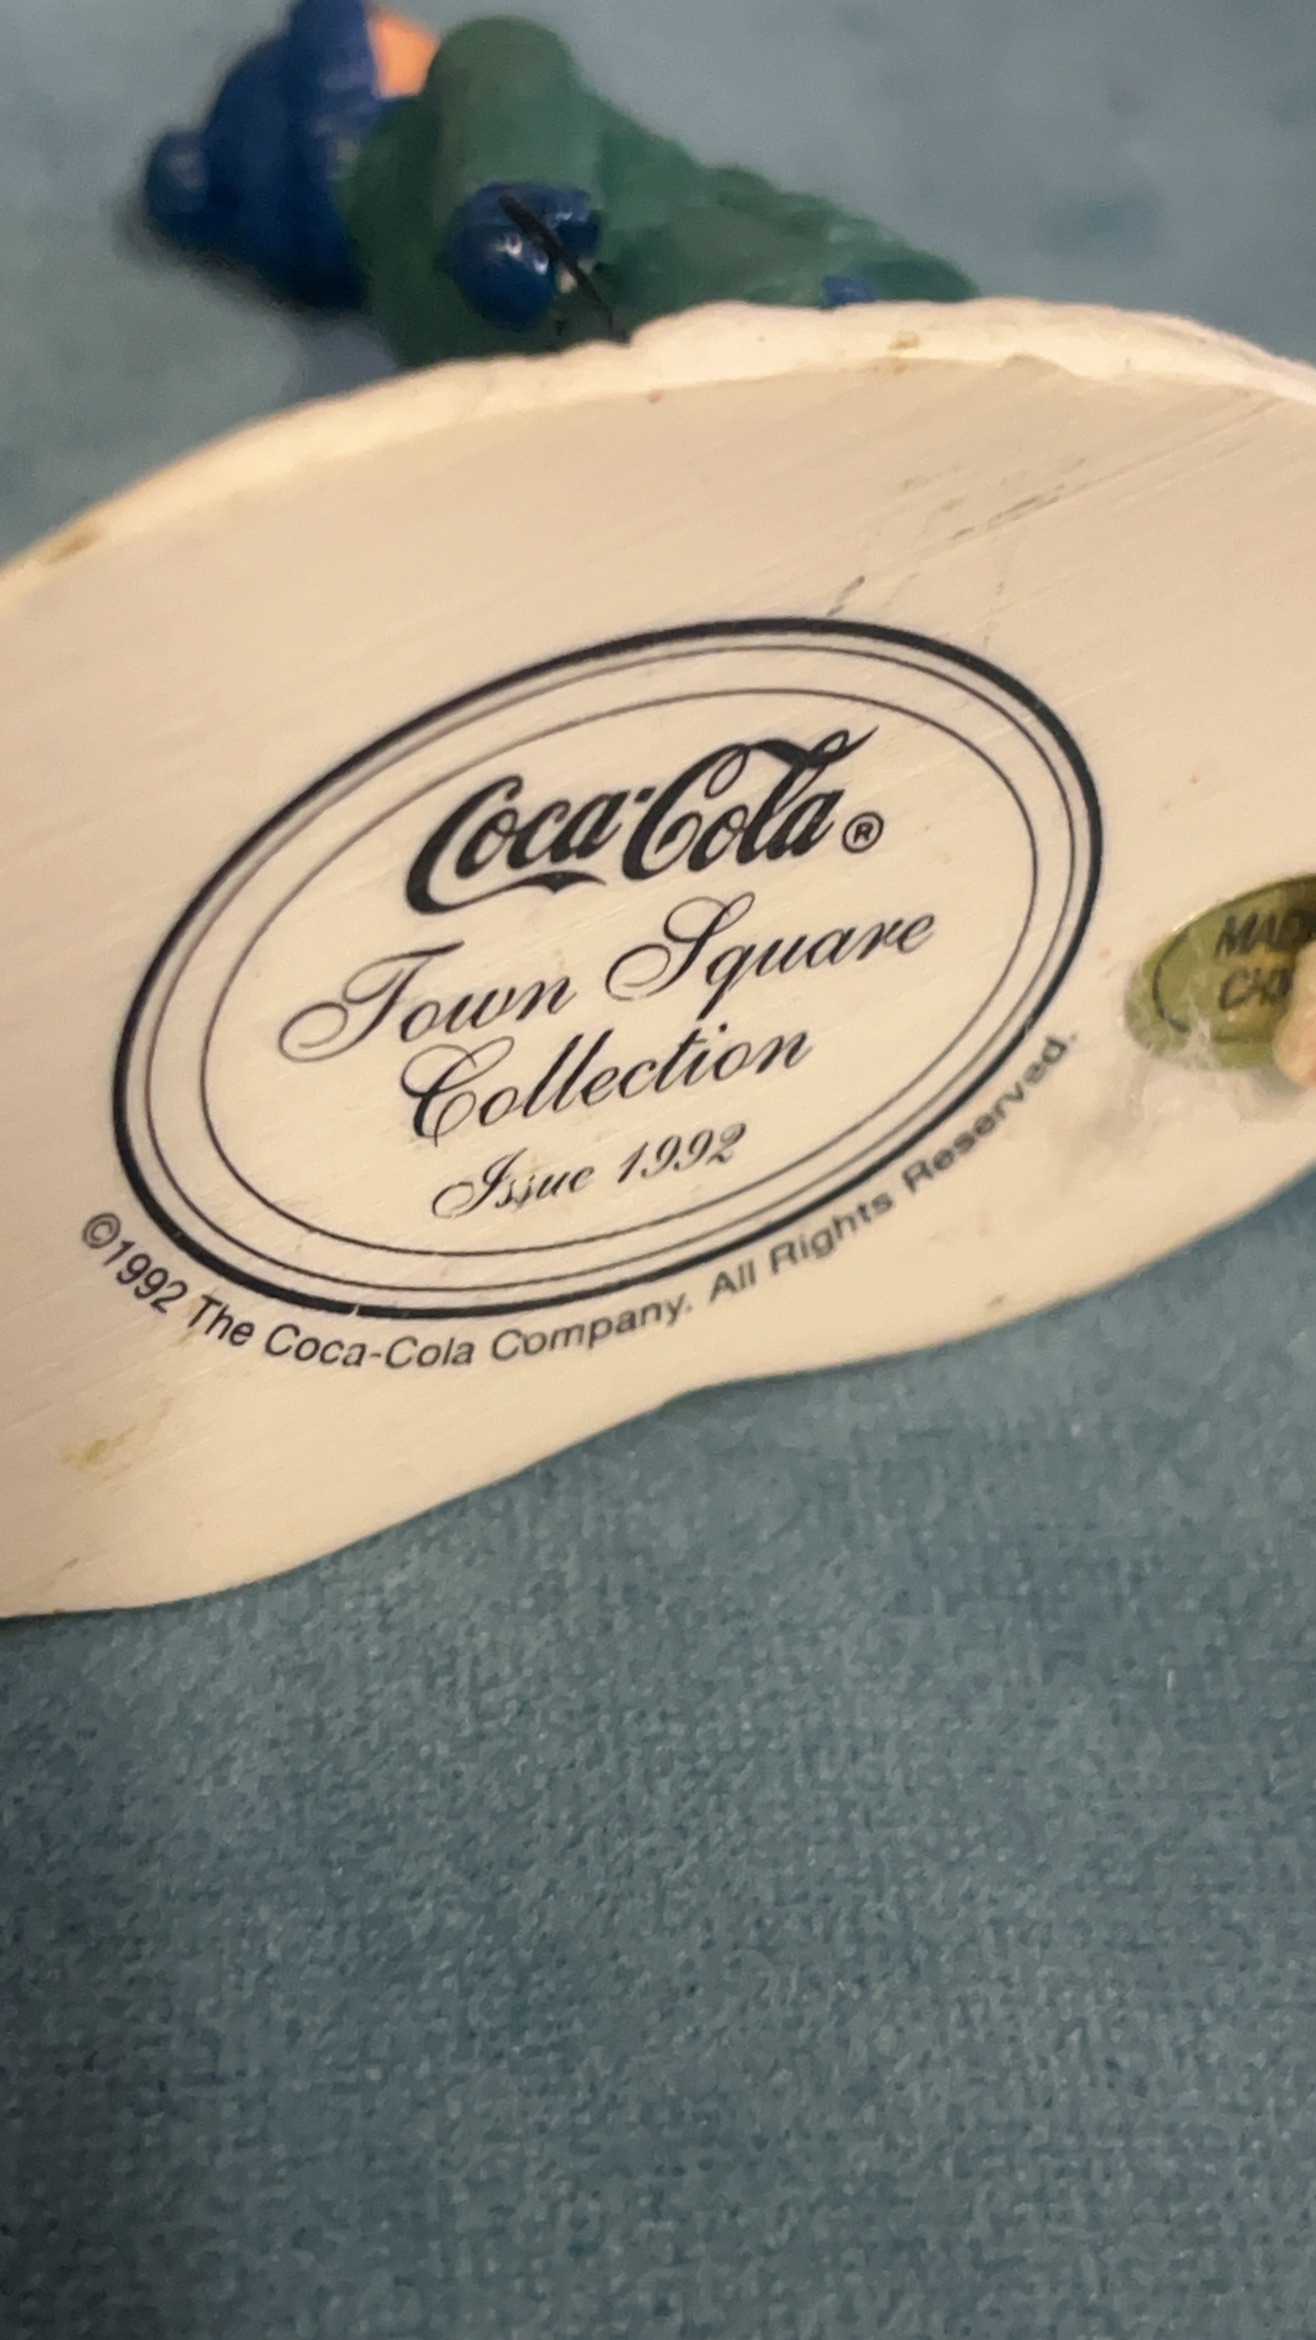 Coca-Cola®
Town Square
Collection
Issue 1992
©1992 The Coca-Cola Company. All Rights Reserved.